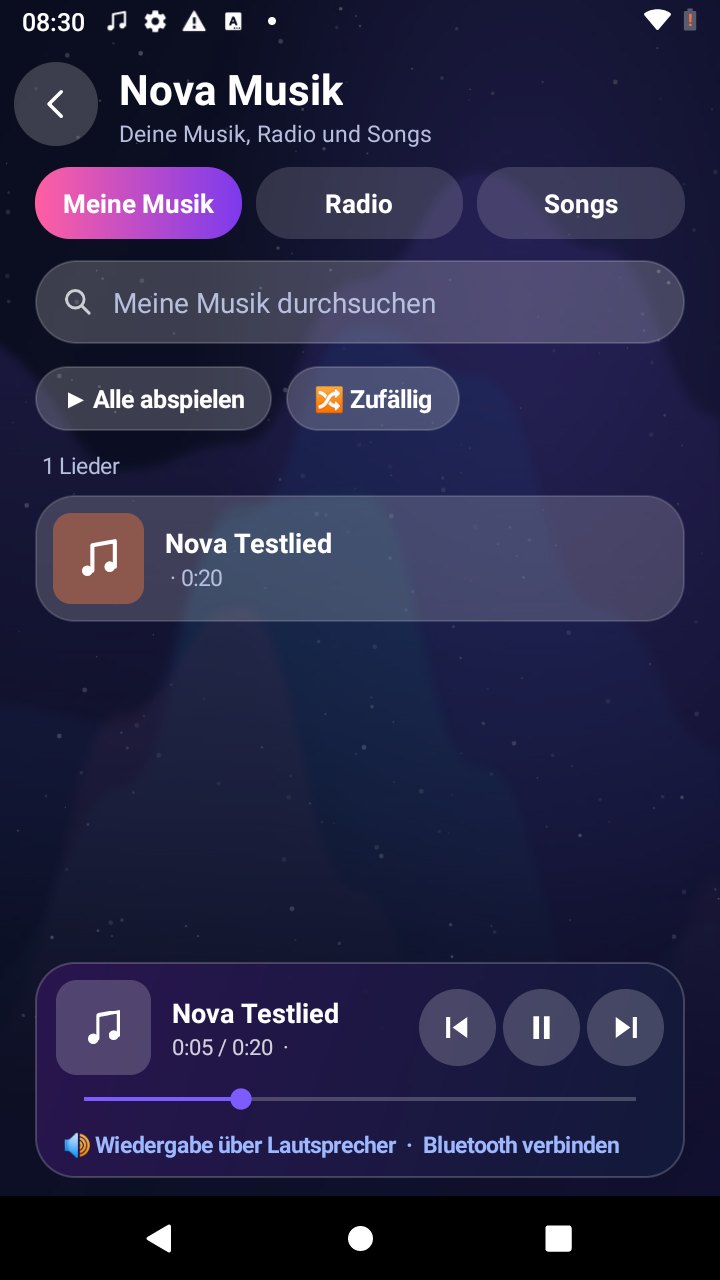 08:30
Nova Musik
Deine Musik, Radio und Songs
Meine Musik Radio Songs
Meine Musik durchsuchen
Alle abspielen Zufällig
1 Lieder
Nova Testlied
· 0:20
Nova Testlied
0:05 / 0:20 ·
Wiedergabe über Lautsprecher · Bluetooth verbinden